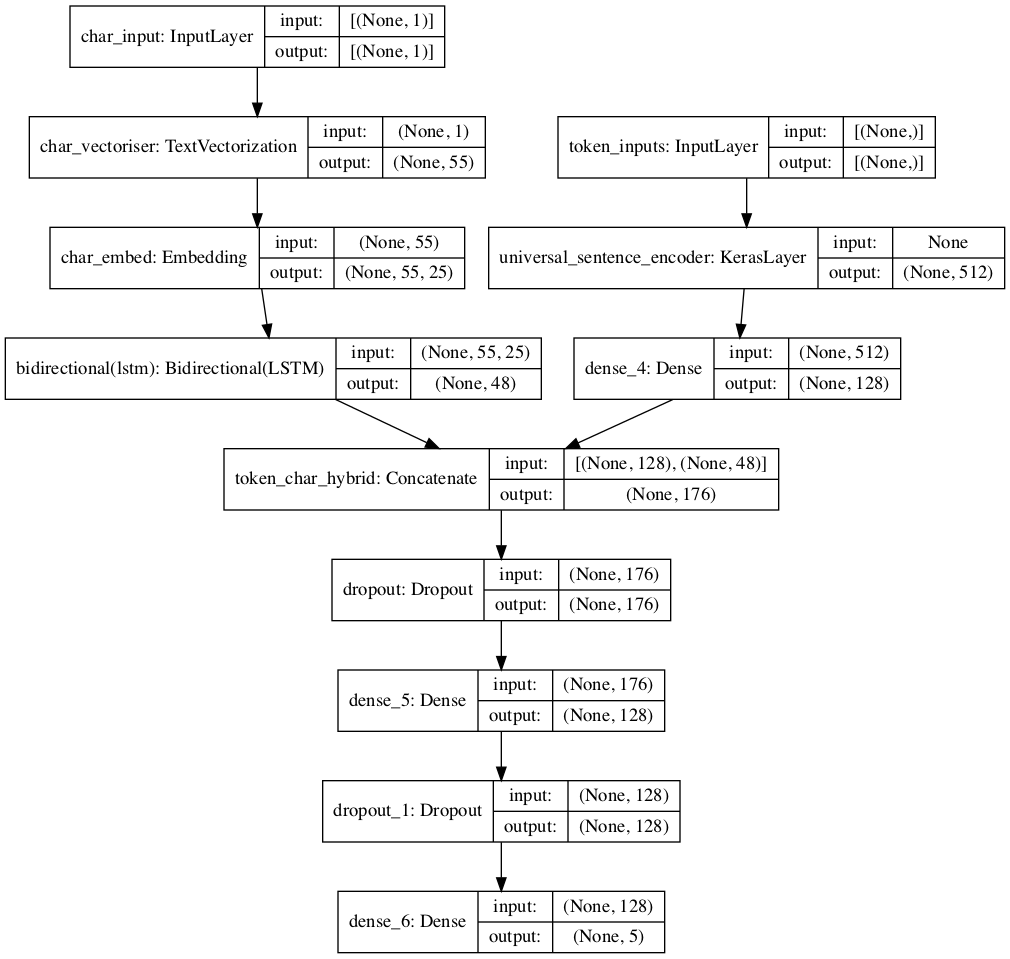 char_input: InputLayer
input: [(None, 1)]
output: [(None, 1)]
char_vectoriser: TextVectorization
input: (None, 1)
output: (None, 55)
token_inputs: InputLayer
input: [(None,)]
output: [(None,)]
char_embed: Embedding
input: (None, 55)
output: (None, 55, 25)
universal_sentence_encoder: KerasLayer
input: None
output: (None, 512)
bidirectional(lstm): Bidirectional(LSTM)
input: (None, 55, 25)
output: (None, 48)
dense_4: Dense
input: (None, 512)
output: (None, 128)
token_char_hybrid: Concatenate
input: [(None, 128), (None, 48)]
output: (None, 176)
dropout: Dropout
input: (None, 176)
output: (None, 176)
dense_5: Dense
input: (None, 176)
output: (None, 128)
dropout_1: Dropout
input: (None, 128)
output: (None, 128)
dense_6: Dense
input: (None, 128)
output: (None, 5)